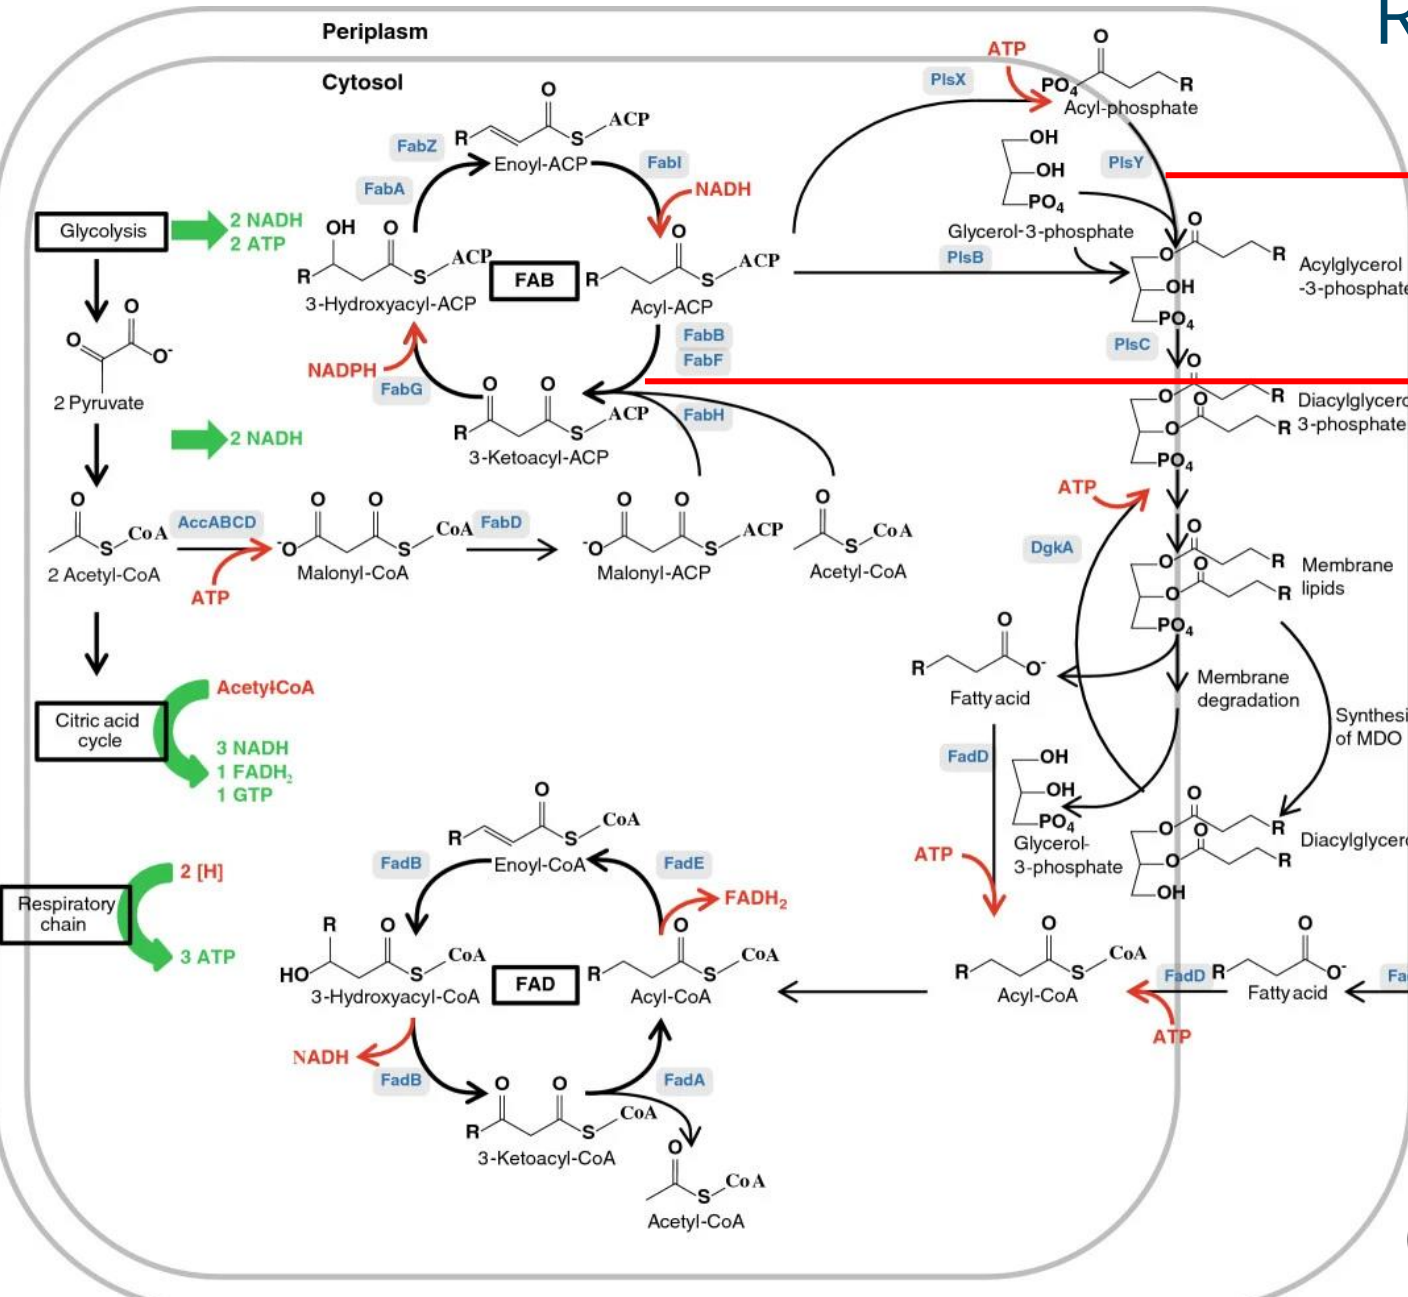 R
Periplasm
Cytosol
ATP
PlsX
O
PO4
R
Acyl-phosphate
O
R
S
ACP
Enoyl-ACP
FabZ
FabI
FabA
NADH
OH
OH
PO4
Glycerol-3-phosphate
PlsY
PlsB
Glycolysis
2 NADH
2 ATP
OH
O
R
S
ACP
3-Hydroxyacyl-ACP
FAB
O
R
S
ACP
Acyl-ACP
O
O
R
OH
PO4
Acylglycerol
-3-phosphate
PlsC
FabB
FabF
NADPH
FabG
FabH
O
O
O-
2 Pyruvate
O
O
R
S
ACP
3-Ketoacyl-ACP
O
O
R
O
O
R
PO4
3-phosphate
2 NADH
O
S
CoA
2 Acetyl-CoA
AccABCD
ATP
O
O
-O
S
CoA
Malonyl-CoA
FabD
O
O
-O
S
ACP
Malonyl-ACP
O
S
CoA
Acetyl-CoA
ATP
DgkA
O
O
R
O
O
R
PO4
Membrane
lipids
O
R
O-
Fatty acid
Membrane
degradation
of MDO
Acetyl-CoA
Citric acid
cycle
3 NADH
1 FADH2
1 GTP
FadD
OH
OH
PO4
Glycerol-
3-phosphate
ATP
O
O
R
O
O
R
OH
O
R
S
CoA
Enoyl-CoA
FadB
FadE
FADH2
2 [H]
Respiratory
chain
3 ATP
R
O
HO
S
CoA
3-Hydroxyacyl-CoA
FAD
O
R
S
CoA
Acyl-CoA
O
R
S
CoA
Acyl-CoA
FadD
ATP
O
R
O-
Fatty acid
NADH
FadB
FadA
O
O
R
S
CoA
3-Ketoacyl-CoA
O
S
CoA
Acetyl-CoA